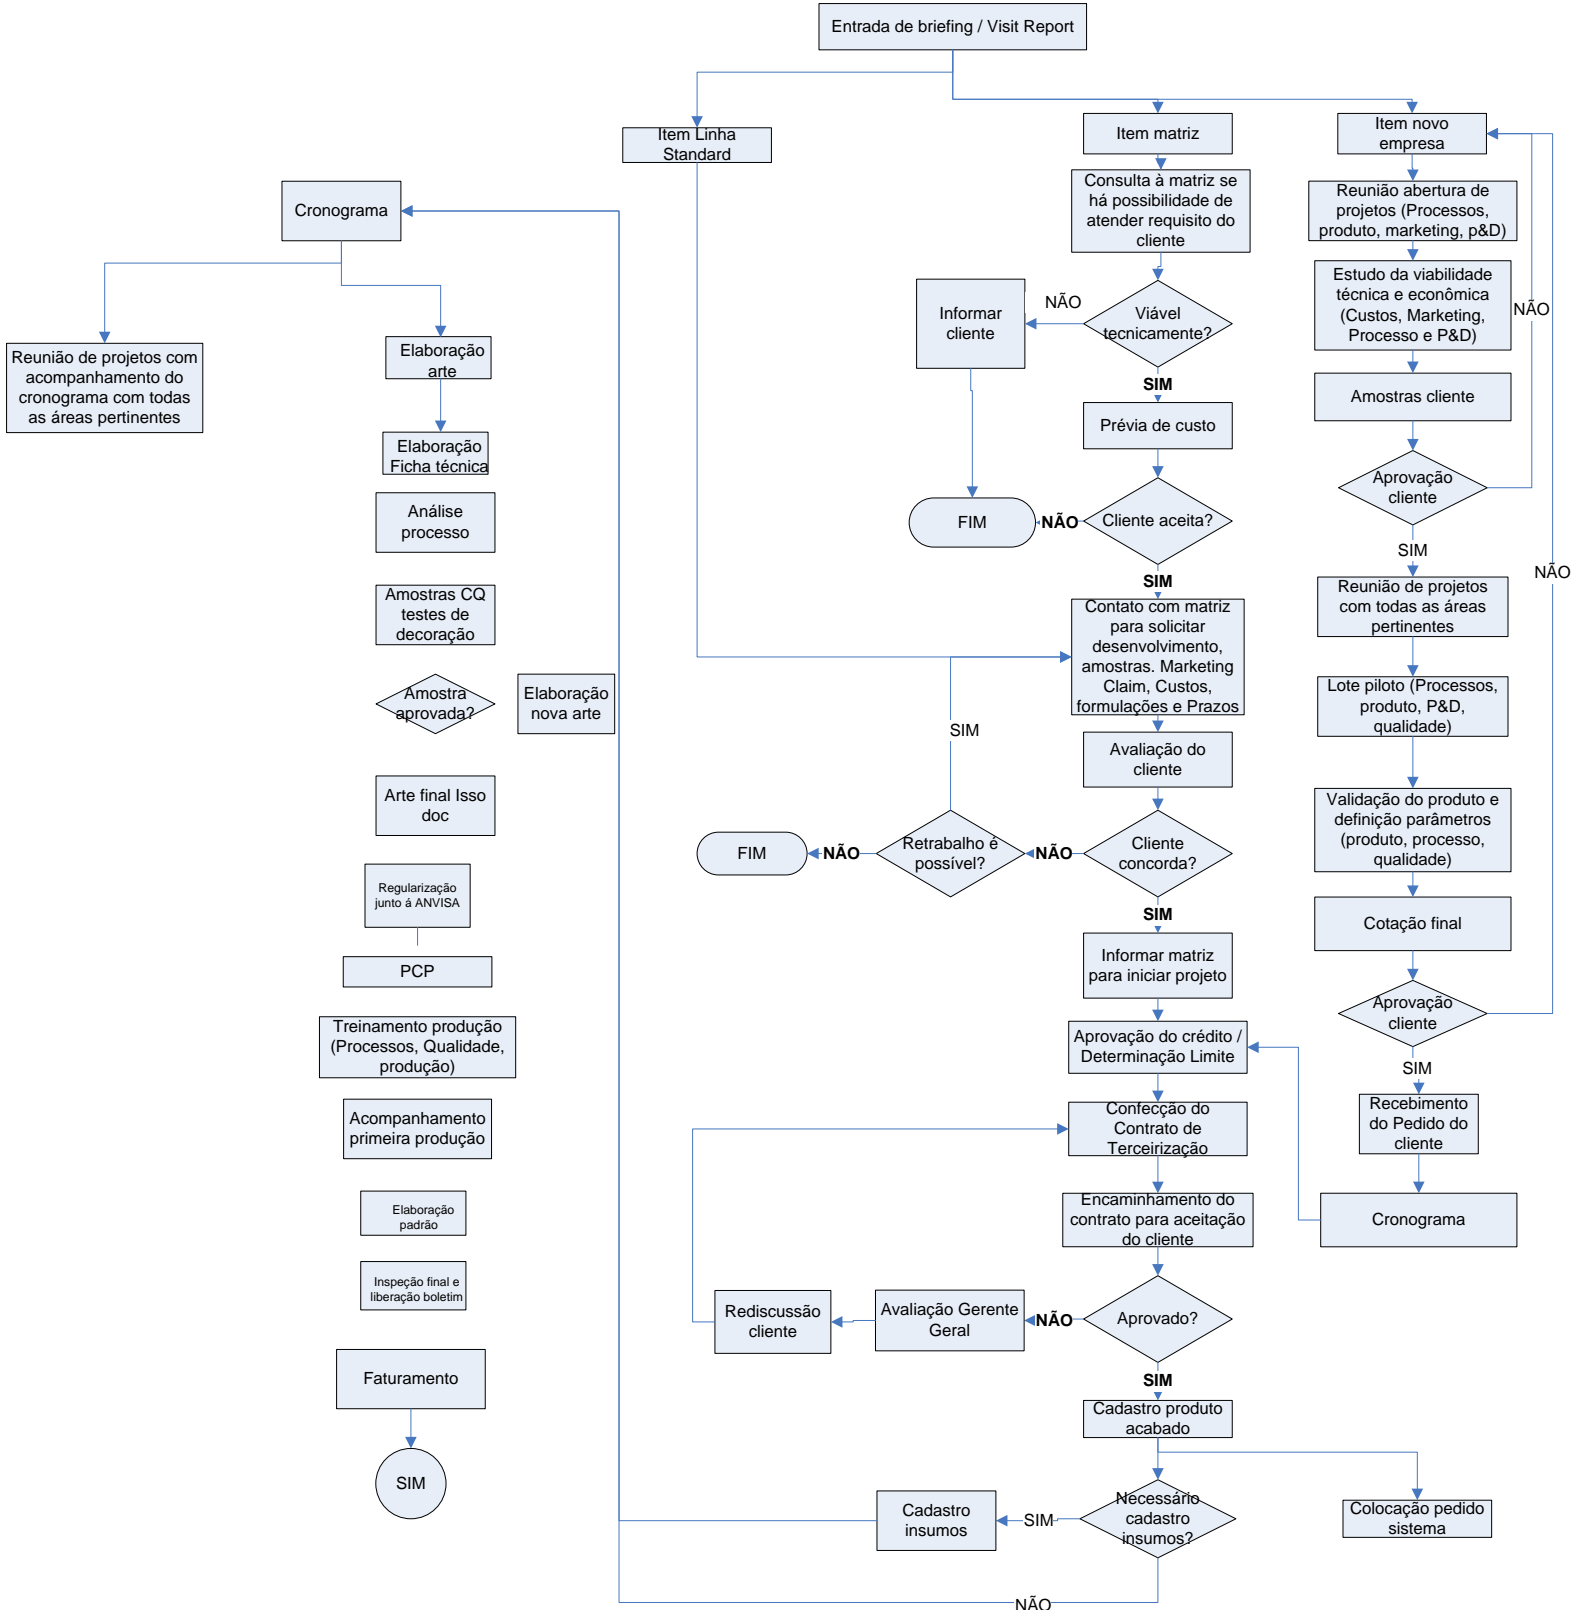 Entrada de briefing / Visit Report
Item Linha
Standard
Item matriz
Item novo
empresa
Cronograma
Consulta à matriz se
há possibilidade de
atender requisito do
cliente
Reunião abertura de
projetos (Processos,
produto, marketing, p&D)
Estudo da viabilidade
técnica e econômica
(Custos, Marketing,
Processo e P&D)
NÃO
Informar
cliente
NÃO
Viável
tecnicamente?
SIM
Reunião de projetos com
acompanhamento do
cronograma com todas
as áreas pertinentes
Elaboração
arte
Amostras cliente
Prévia de custo
Elaboração
Ficha técnica
Aprovação
cliente
Análise
processo
FIM
NÃO
Cliente aceita?
SIM
SIM
NÃO
Amostras CQ
testes de
decoração
Contato com matriz
para solicitar
desenvolvimento,
amostras. Marketing
Claim, Custos,
formulações e Prazos
Reunião de projetos
com todas as áreas
pertinentes
Amostra
aprovada?
Elaboração
nova arte
Lote piloto (Processos,
produto, P&D,
qualidade)
SIM
Avaliação do
cliente
Arte final Isso
doc
Validação do produto e
definição parâmetros
(produto, processo,
qualidade)
FIM
NÃO
Retrabalho é
possível?
NÃO
Cliente
concorda?
SIM
Regularização
junto á ANVISA
Cotação final
PCP
Informar matriz
para iniciar projeto
Aprovação
cliente
Treinamento produção
(Processos, Qualidade,
produção)
Aprovação do crédito /
Determinação Limite
SIM
Acompanhamento
primeira produção
Confecção do
Contrato de
Terceirização
Recebimento
do Pedido do
cliente
Elaboração
padrão
Encaminhamento do
contrato para aceitação
do cliente
Cronograma
Inspeção final e
liberação boletim
Rediscussão
cliente
Avaliação Gerente
Geral
NÃO
Aprovado?
SIM
Faturamento
Cadastro produto
acabado
SIM
Cadastro
insumos
SIM
Necessário
cadastro
insumos?
Colocação pedido
sistema
NÃO